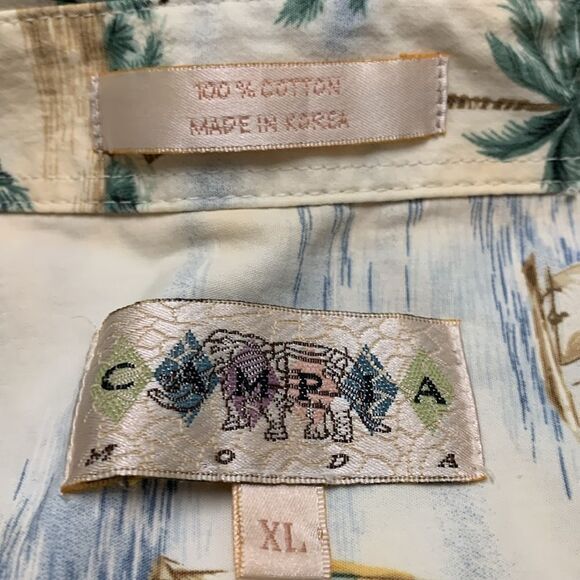 100% COTTON
MADE IN KOREA
CAMPIA
MODA
XL